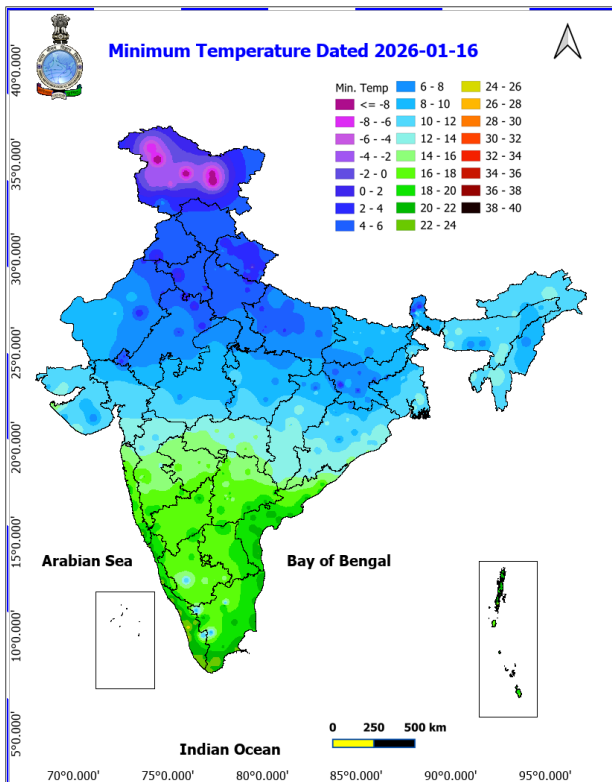 Minimum Temperature Dated 2026-01-16
Min. Temp
<= -8
-8 - -6
-6 - -4
-4 - -2
-2 - 0
0 - 2
2 - 4
4 - 6
6 - 8
8 - 10
10 - 12
12 - 14
14 - 16
16 - 18
18 - 20
20 - 22
22 - 24
24 - 26
26 - 28
28 - 30
30 - 32
32 - 34
34 - 36
36 - 38
38 - 40
40°0.000'
35°0.000'
30°0.000'
25°0.000'
20°0.000'
15°0.000'
10°0.000'
5°0.000'
Arabian Sea
Bay of Bengal
Indian Ocean
0 250 500 km
70°0.000' 75°0.000' 80°0.000' 85°0.000' 90°0.000' 95°0.000'